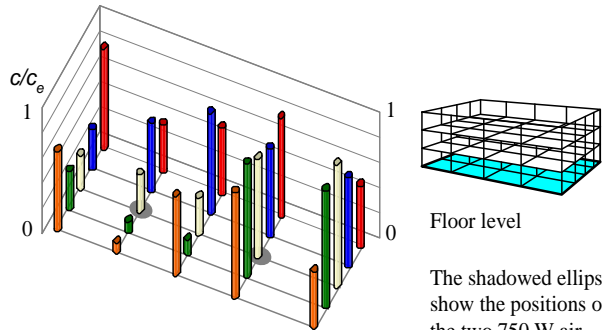 c/cₑ
1
0
1
0
Floor level
The shadowed ellips
show the positions o
the two 750 W air